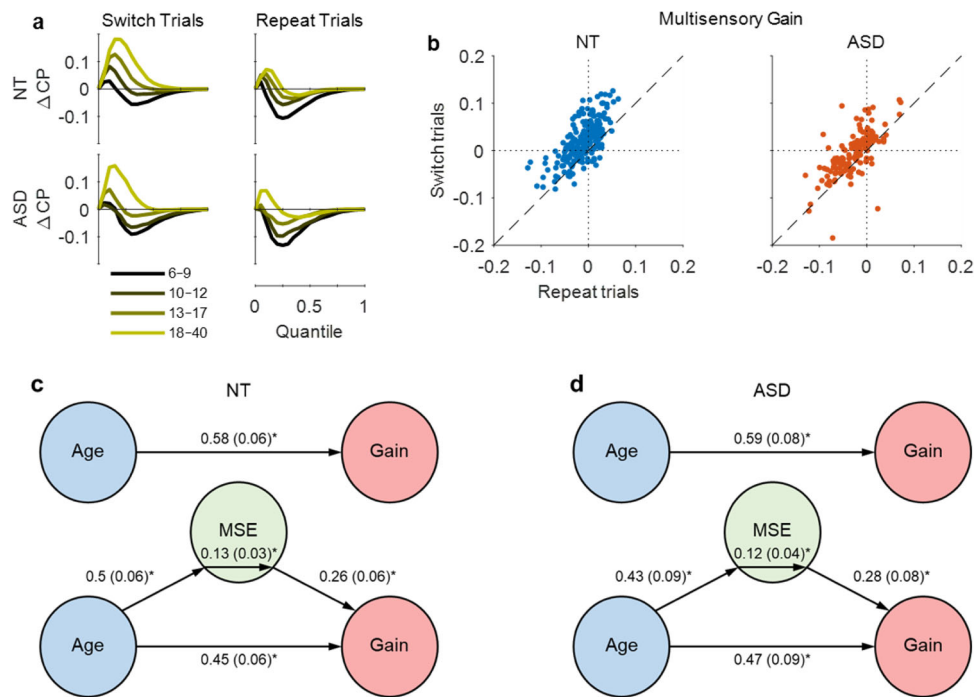 a
Switch Trials
Repeat Trials
NT
Δ CP
0.1
0
-0.1
ASD
Δ CP
0.1
0
-0.1
6–9
10–12
13–17
18–40
0 0.5 1
Quantile
Multisensory Gain
b
NT
ASD
Switch trials
0.2
0.1
0
-0.1
-0.2
-0.2 -0.1 0 0.1 0.2
Repeat trials
-0.2 -0.1 0 0.1 0.2
c
NT
Age
0.58 (0.06)*
Gain
MSE
0.13 (0.03)*
0.5 (0.06)*
0.26 (0.06)*
Age
0.45 (0.06)*
Gain
d
ASD
Age
0.59 (0.08)*
Gain
MSE
0.12 (0.04)*
0.43 (0.09)*
0.28 (0.08)*
Age
0.47 (0.09)*
Gain